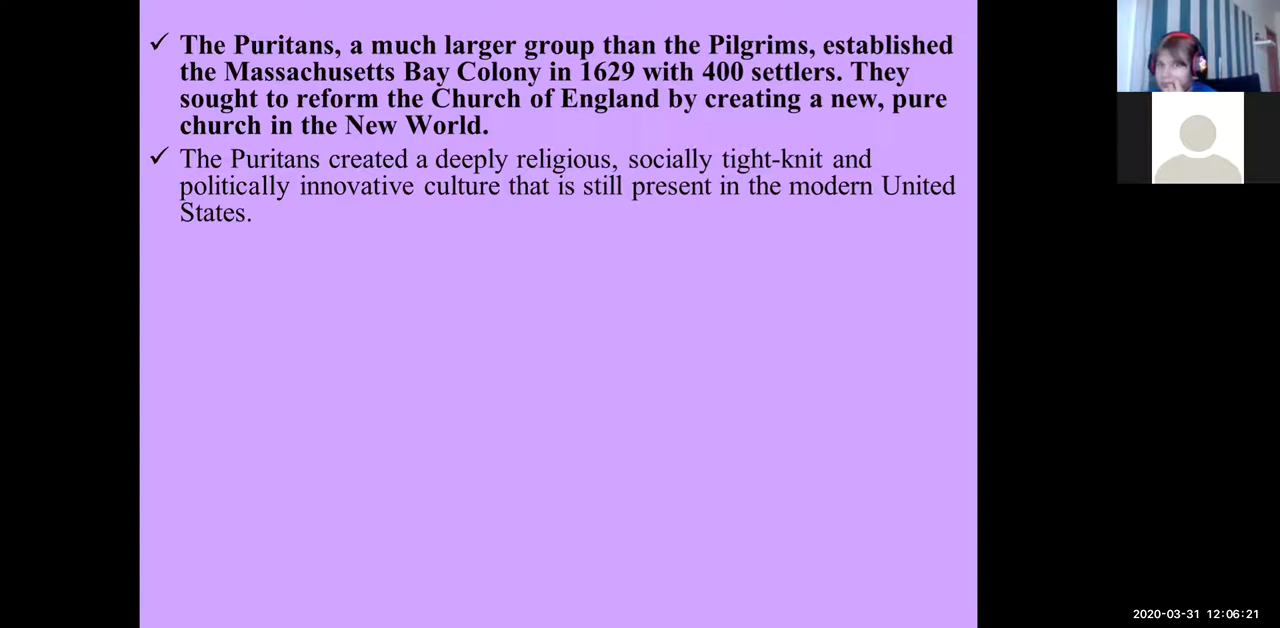 ✓ The Puritans, a much larger group than the Pilgrims, established
the Massachusetts Bay Colony in 1629 with 400 settlers. They
sought to reform the Church of England by creating a new, pure
church in the New World.
✓ The Puritans created a deeply religious, socially tight-knit and
politically innovative culture that is still present in the modern United
States.
2020-03-31 12:06:21